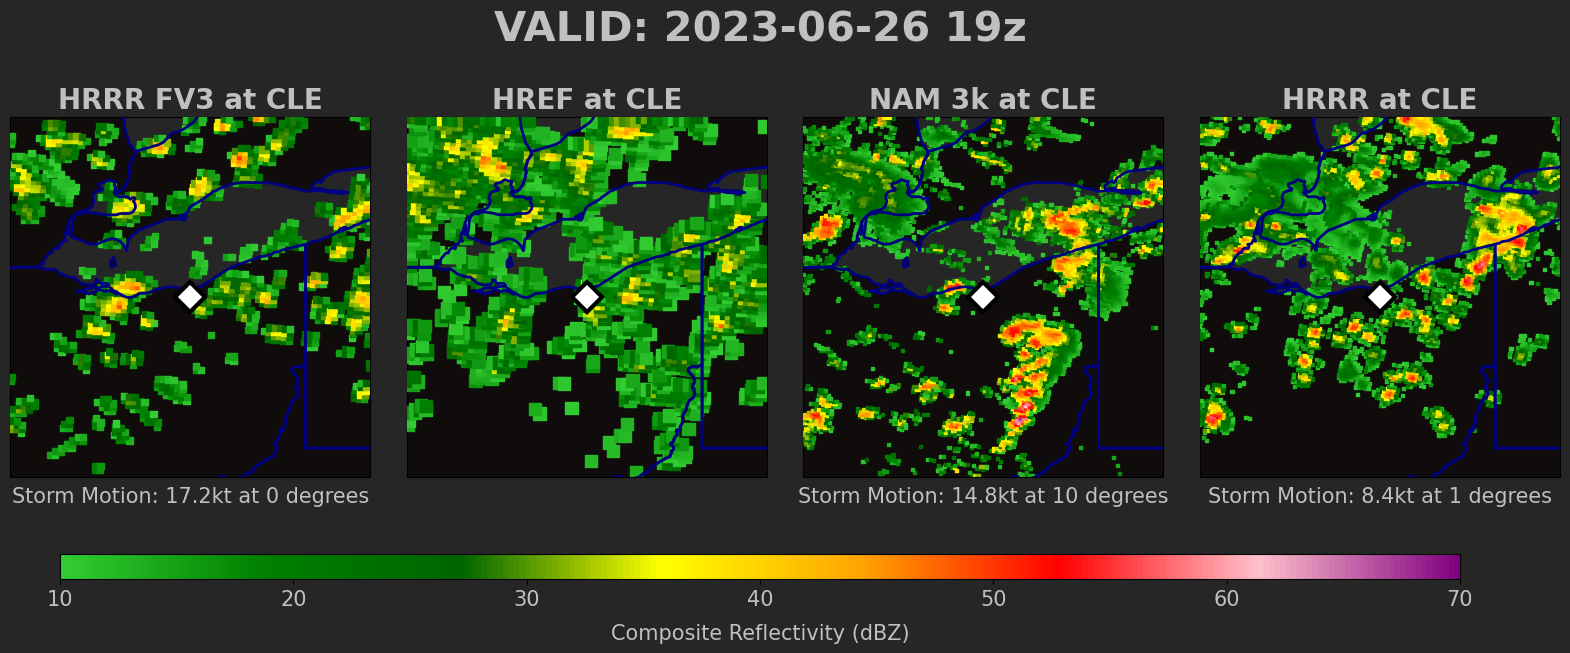 VALID: 2023-06-26 19z
HRRR FV3 at CLE
HREF at CLE
NAM 3k at CLE
HRRR at CLE
Storm Motion: 17.2kt at 0 degrees
Storm Motion: 14.8kt at 10 degrees
Storm Motion: 8.4kt at 1 degrees
10 20 30 40 50 60 70
Composite Reflectivity (dBZ)